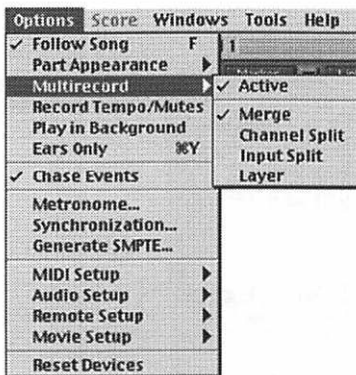 Options Score Windows Tools Help
✓ Follow Song F
Part Appearance ▶
Multirecord ▶
Record Tempo/Mutes
Play in Background
Ears Only ⌘Y
✓ Chase Events
Metronome...
Synchronization...
Generate SMPTE...
MIDI Setup ▶
Audio Setup ▶
Remote Setup ▶
Movie Setup ▶
Reset Devices
1
✓ Active
✓ Merge
Channel Split
Input Split
Layer